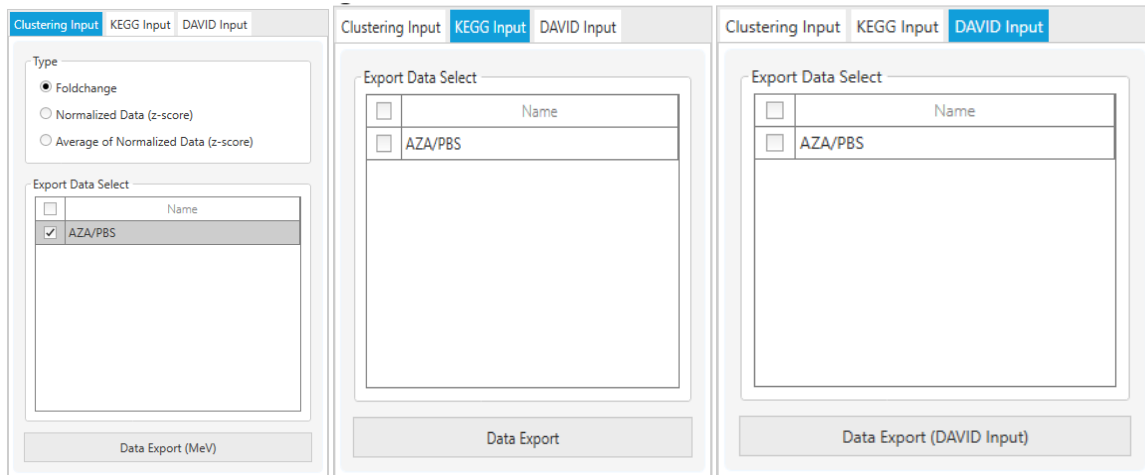 Clustering Input KEGG Input DAVID Input
Type
Foldchange
Normalized Data (z-score)
Average of Normalized Data (z-score)
Export Data Select
Name
AZA/PBS
Data Export (MeV)
Clustering Input KEGG Input DAVID Input
Export Data Select
Name
AZA/PBS
Data Export
Clustering Input KEGG Input DAVID Input
Export Data Select
Name
AZA/PBS
Data Export (DAVID Input)